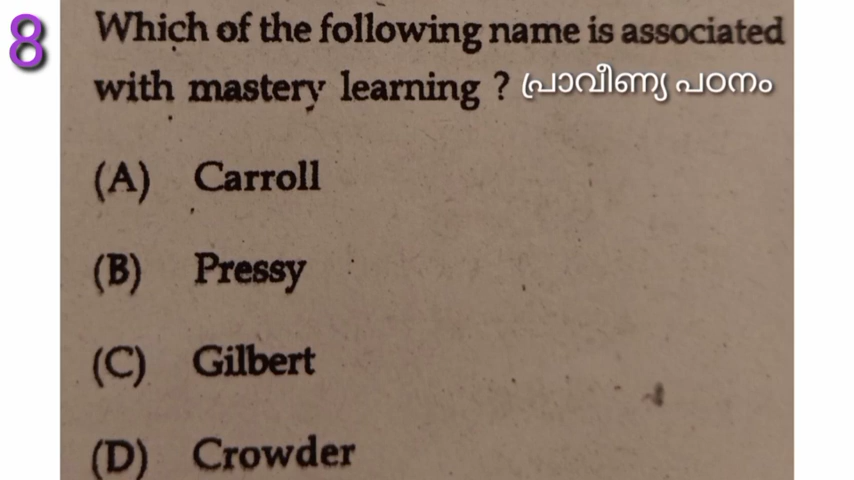 8
Which of the following name is associated
with mastery learning ? പ്രാവീണ്യ പഠനം
(A) Carroll
(B) Pressy
(C) Gilbert
(D) Crowder